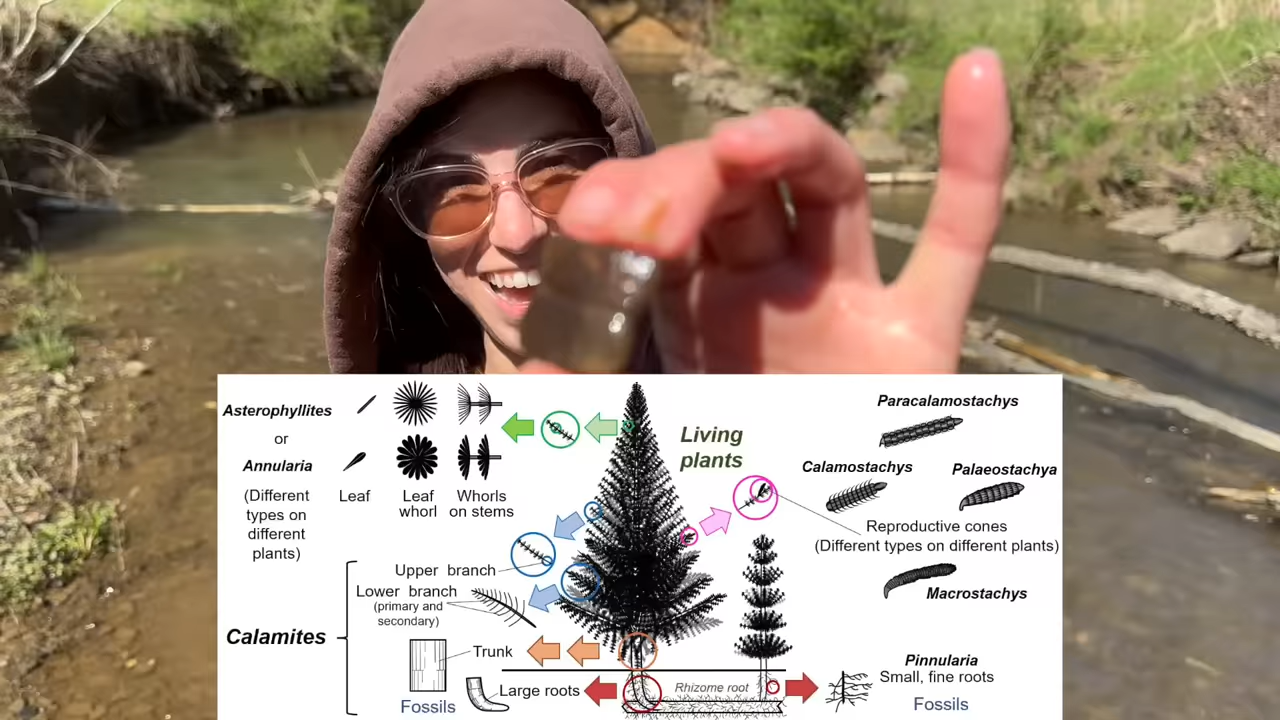 Asterophyllites
or
Annularia
(Different
types on
different
plants)
Leaf
Leaf
whorl
Whorls
on stems
Living
plants
Paracalamostachys
Calamostachys
Palaeostachya
Reproductive cones
(Different types on different plants)
Macrostachys
Upper branch
Lower branch
(primary and
secondary)
Calamites
Trunk
Large roots
Fossils
Rhizome root
Pinnularia
Small, fine roots
Fossils